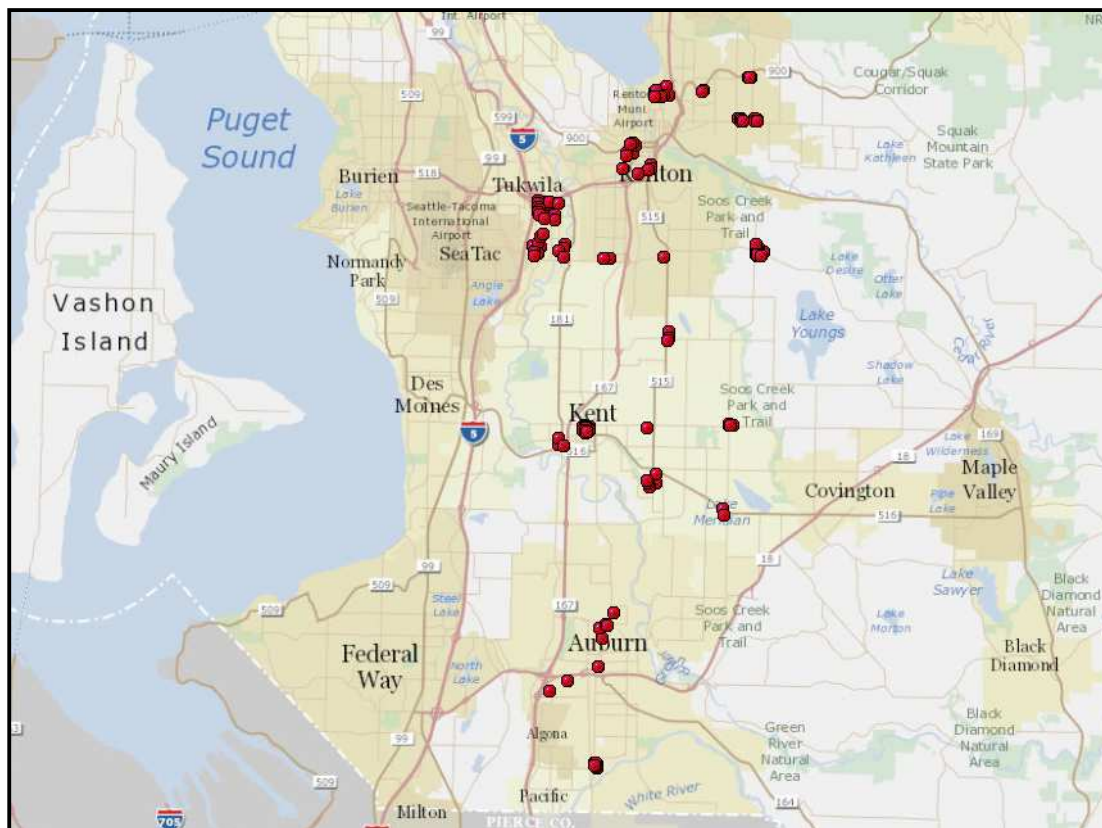 Int. Airport
99
509
599
5
900
Puget
Sound
Muni
Airport
900
Cougar/Squak
Corridor
Squak
Mountain
State Park
Lake
Kathleen
Burien
518
99
Tukwila
Renton
Lake
Burien
Seattle-Tacoma
International
Airport
SeaTac
Normandy
Park
509
Angle
Lake
515
Soos Creek
Park and
Trail
Lake
Desire
Otter
Lake
Vashon
Island
Lake
Youngs
Cedar River
181
Shadow
Lake
Des
Moines
167
515
Kent
5
516
Soos Creek
Park and
Trail
Maury Island
Lake
Wilderness
169
18
Maple
Valley
Covington
Pipe
Lake
Lake
Meridian
516
99
509
509
18
Steel
Lake
167
Soos Creek
Park and
Trail
Lake
Sawyer
Black
Diamond
Natural
Area
Lake
Morton
Auburn
Federal
Way
North
Lake
Black
Diamond
99
Algona
Green
River
Natural
Area
Black
Diamond
Natural
Area
509
Pacific
White River
164
705
Milton
PIERCE CO.